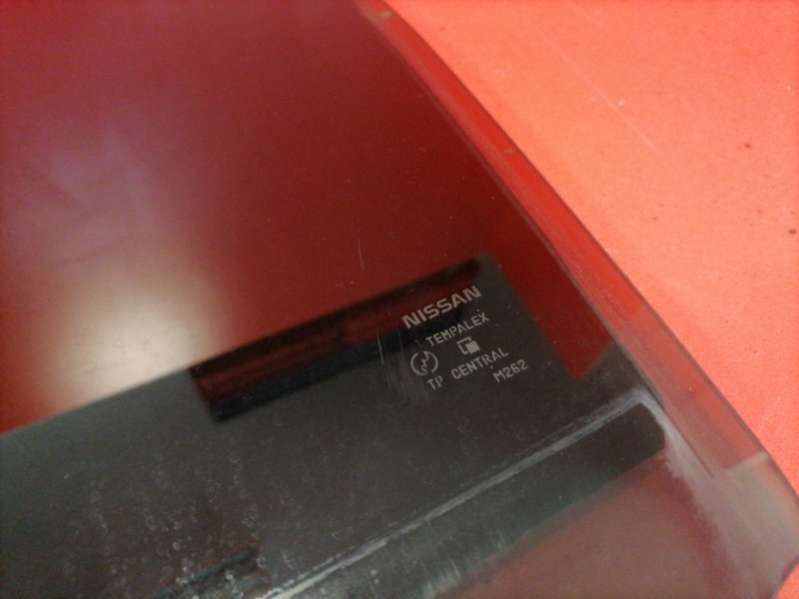 NISSAN
TEMPALEX
TP CENTRAL
M262